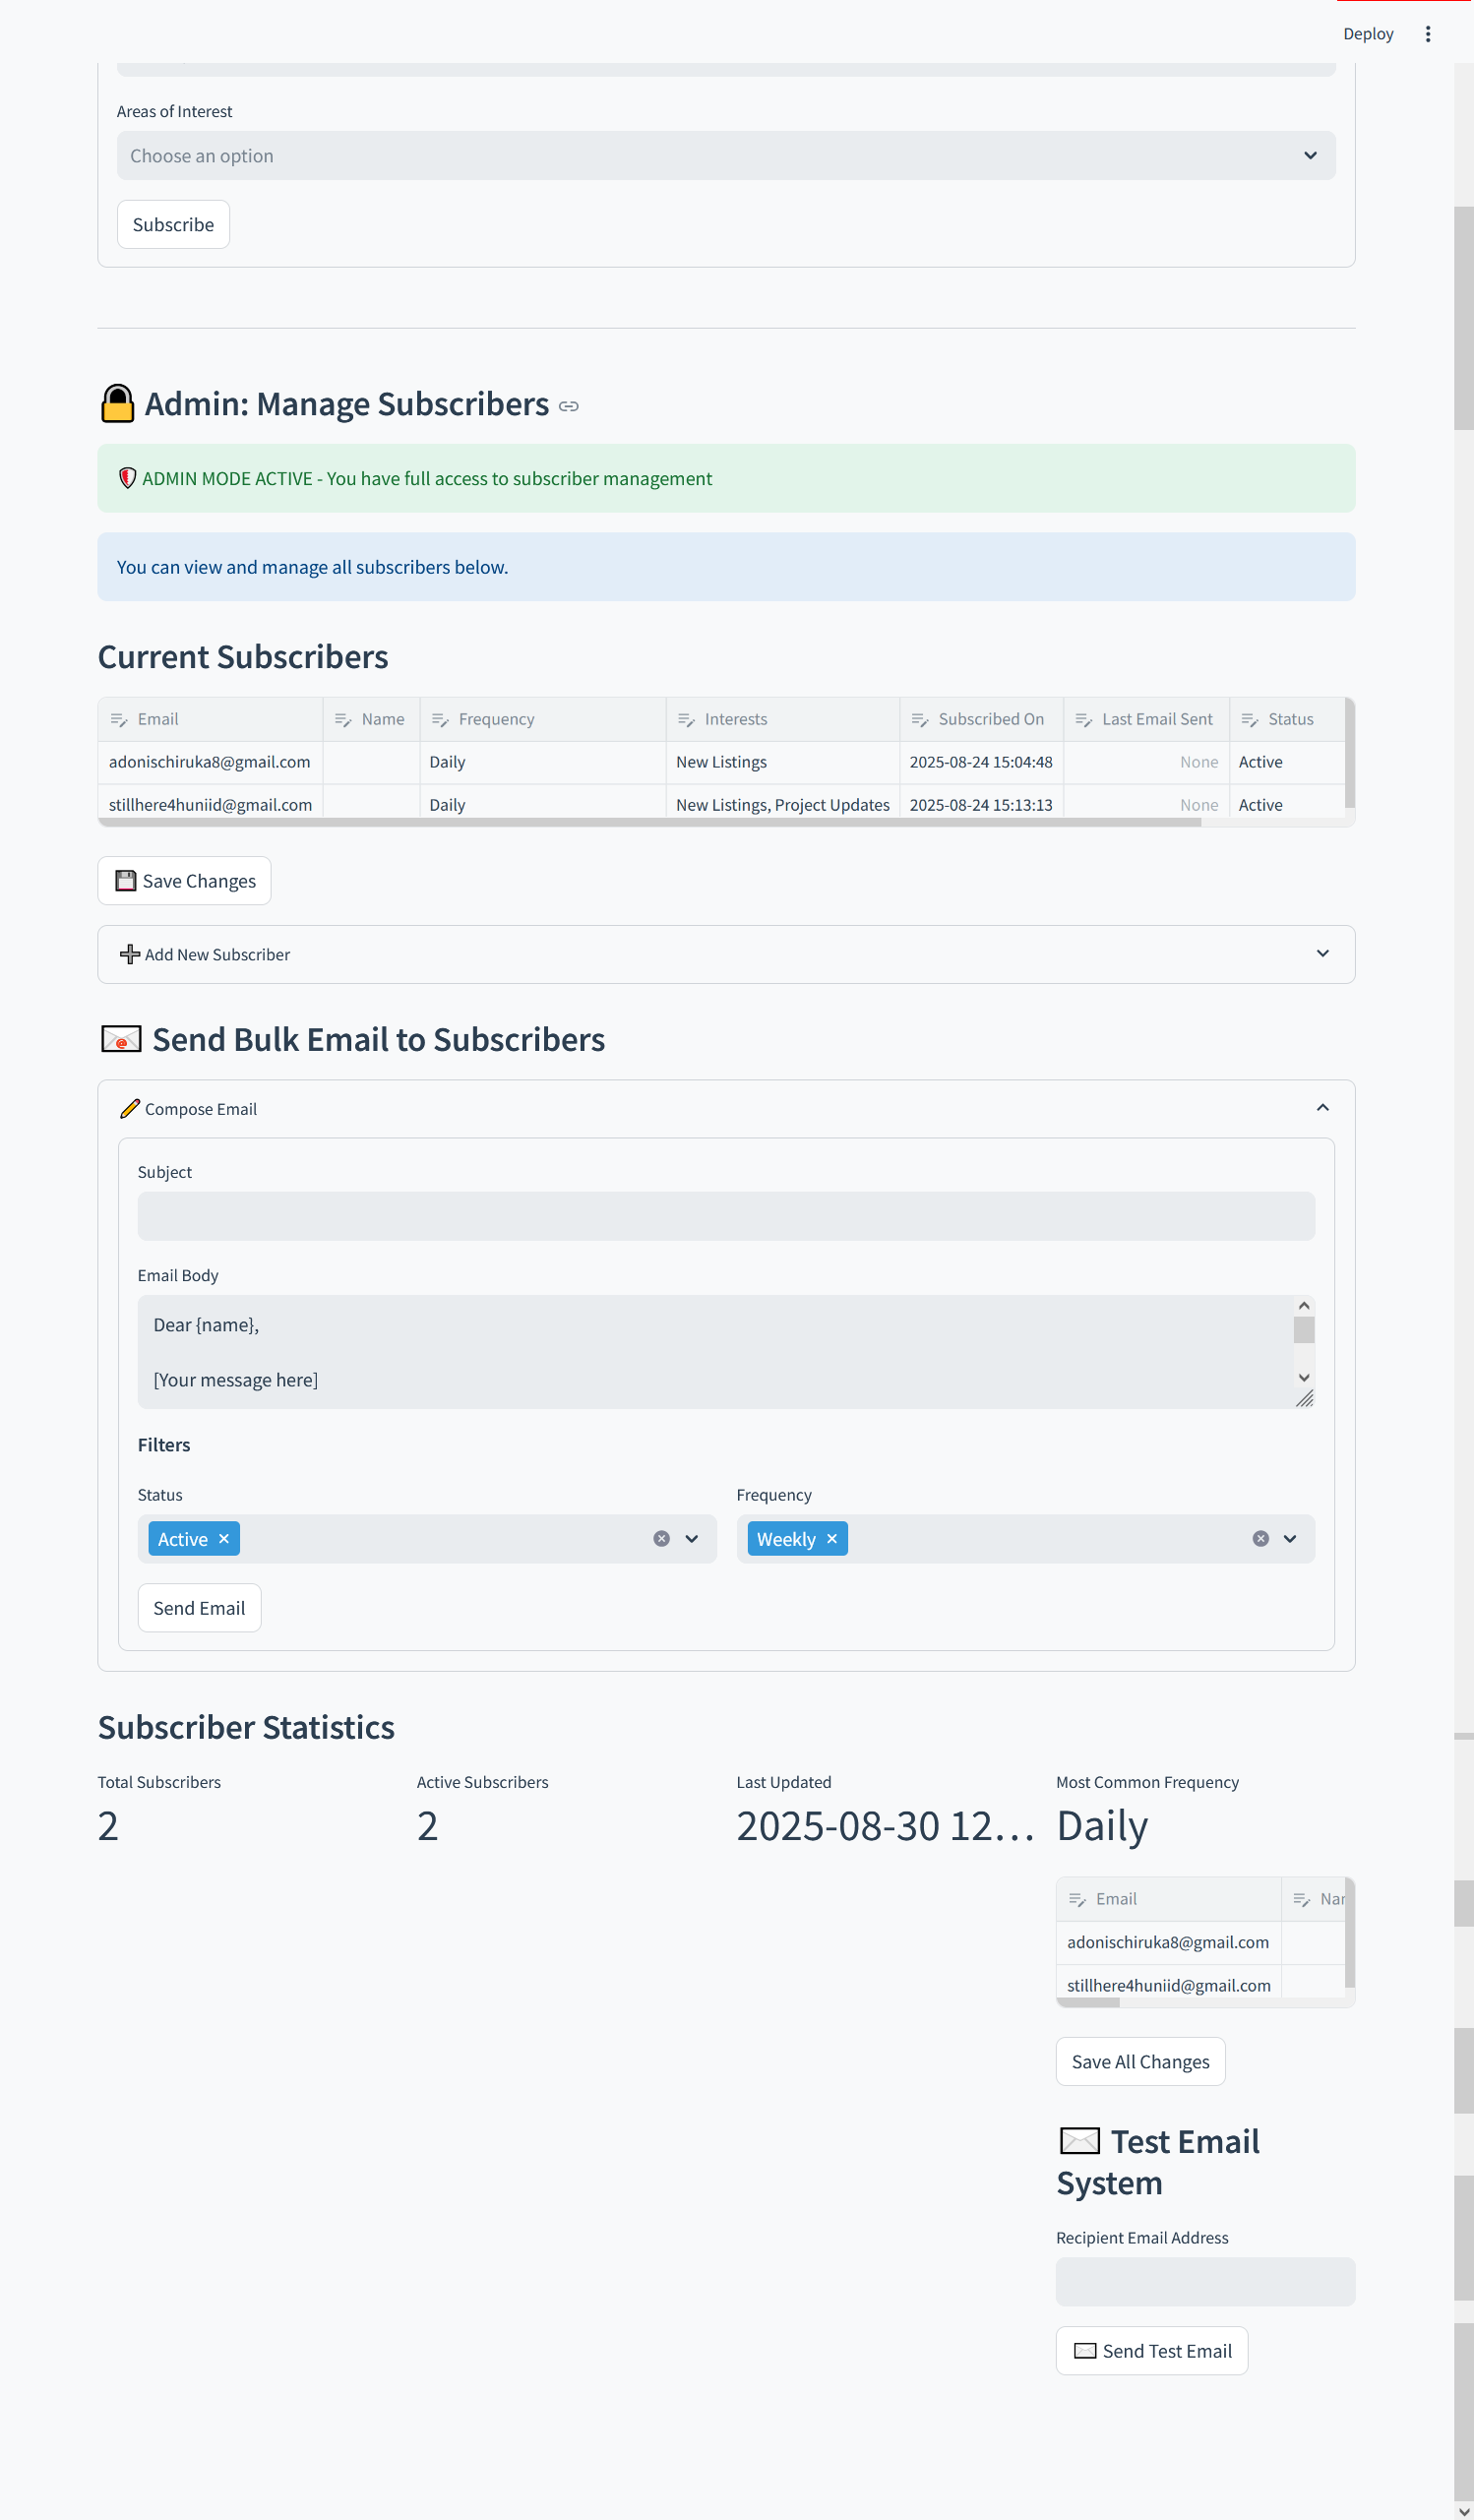 Deploy
Areas of Interest
Choose an option
Subscribe
Admin: Manage Subscribers
ADMIN MODE ACTIVE - You have full access to subscriber management
You can view and manage all subscribers below.
Current Subscribers
Email Name Frequency Interests Subscribed On Last Email Sent Status
adonischiruka8@gmail.com Daily New Listings 2025-08-24 15:04:48 None Active
stillhere4huniid@gmail.com Daily New Listings, Project Updates 2025-08-24 15:13:13 None Active
Save Changes
Add New Subscriber
Send Bulk Email to Subscribers
Compose Email
Subject
Email Body
Dear {name},
[Your message here]
Filters
Status Frequency
Active Weekly
Send Email
Subscriber Statistics
Total Subscribers Active Subscribers Last Updated Most Common Frequency
2 2 2025-08-30 12... Daily
Email Nar
adonischiruka8@gmail.com
stillhere4huniid@gmail.com
Save All Changes
Test Email
System
Recipient Email Address
Send Test Email